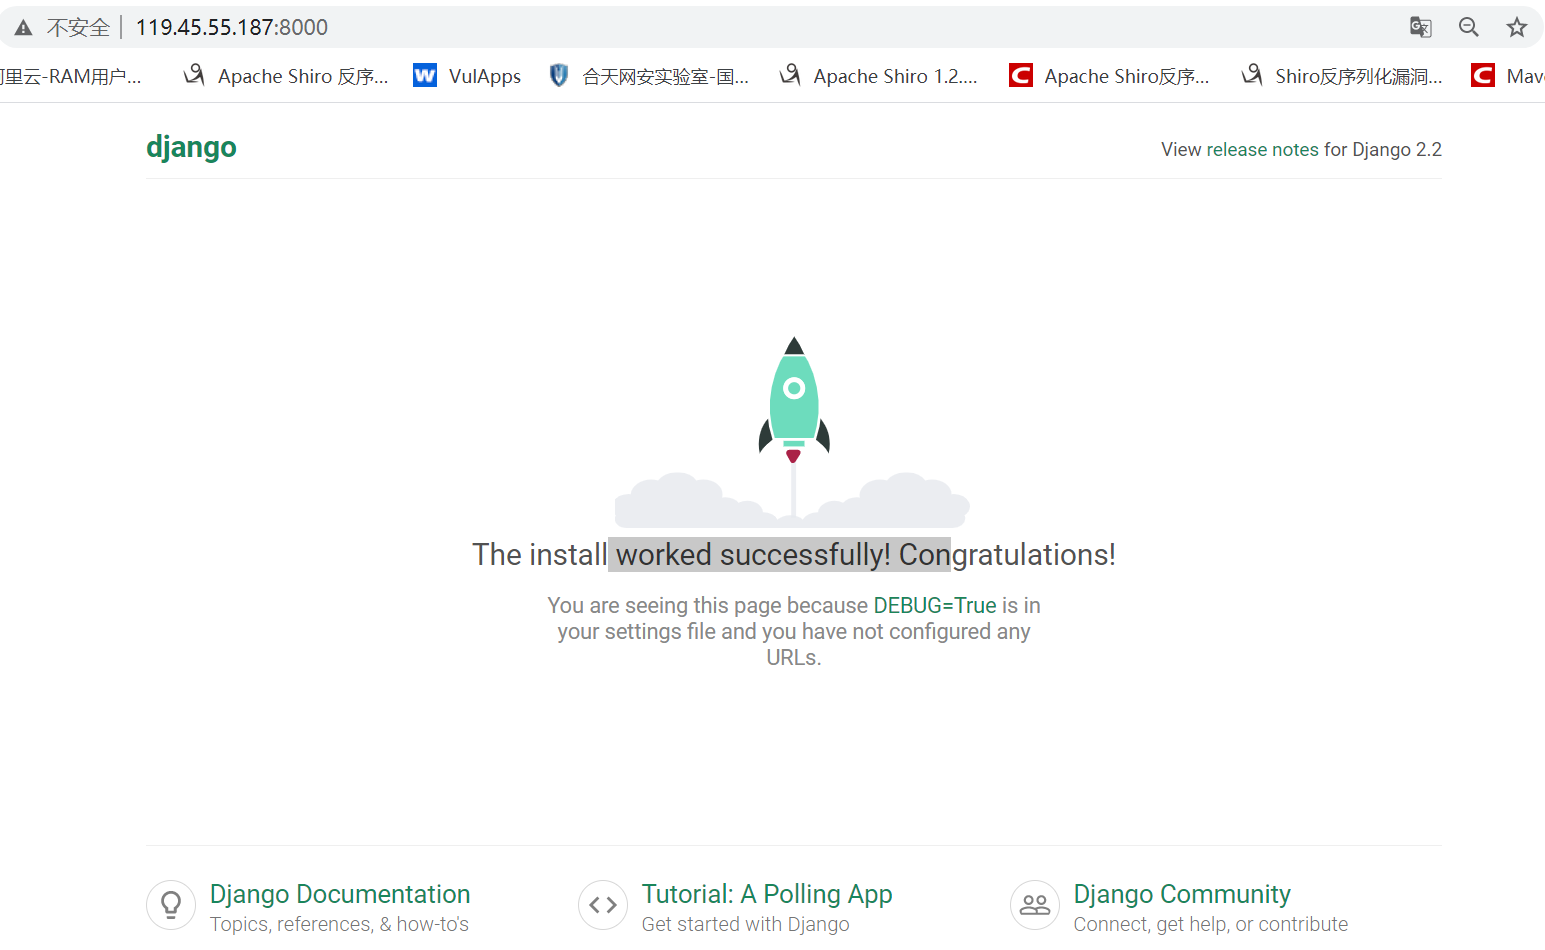 不安全 119.45.55.187:8000
阿里云-RAM用户... Apache Shiro 反序... VulApps 合天网安实验室-国... Apache Shiro 1.2.... Apache Shiro反序... Shiro反序列化漏洞... Mav
django View release notes for Django 2.2
The install worked successfully! Congratulations!
You are seeing this page because DEBUG=True is in
your settings file and you have not configured any
URLs.
Django Documentation Tutorial: A Polling App Django Community
Topics, references, & how-to's Get started with Django Connect, get help, or contribute